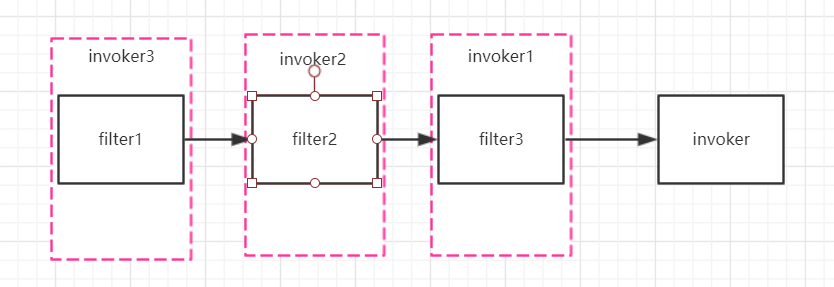 invoker3
invoker2
invoker1
filter1
filter2
filter3
invoker